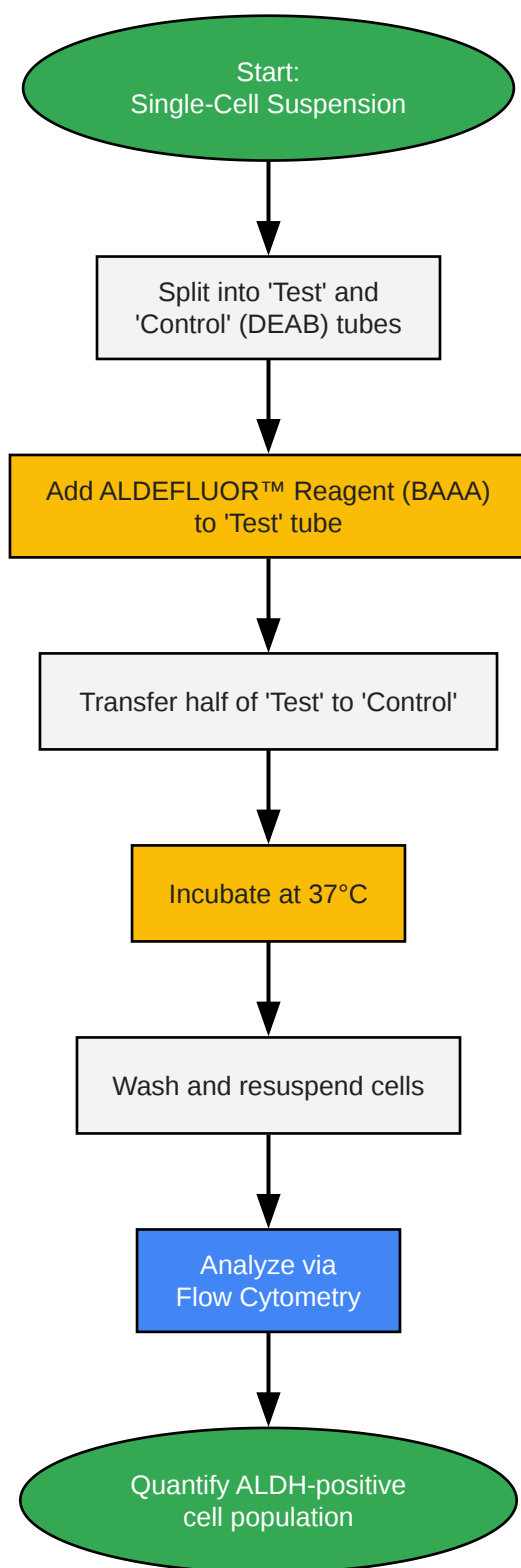 Start:
Single-Cell Suspension
Split into 'Test' and
'Control' (DEAB) tubes
Add ALDEFLUOR™ Reagent (BAAA)
to 'Test' tube
Transfer half of 'Test' to 'Control'
Incubate at 37°C
Wash and resuspend cells
Analyze via
Flow Cytometry
Quantify ALDH-positive
cell population